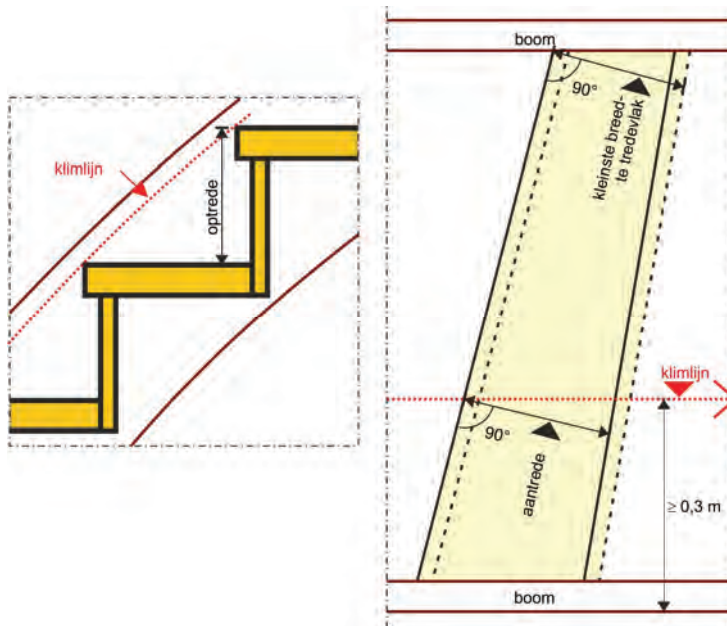 klimlijn
optrede
boom
90°
kleinste breed-
te tredevlak
klimlijn
90°
aantrede
≥ 0,3 m
boom